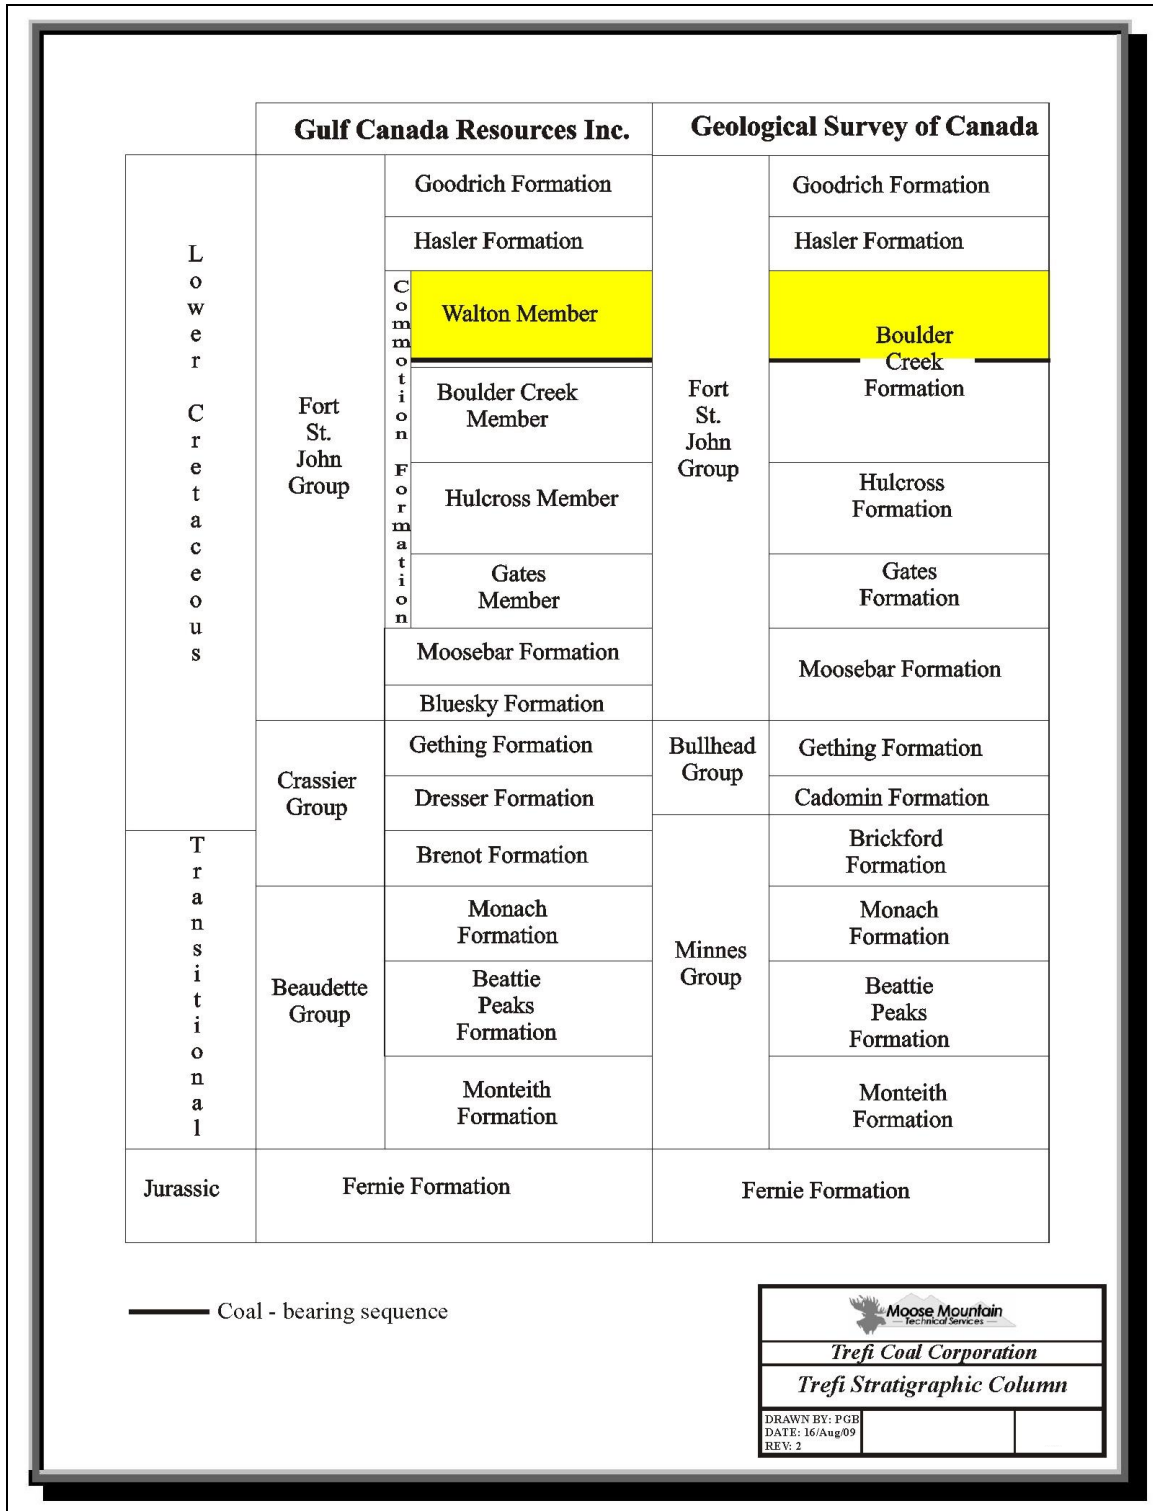 Gulf Canada Resources Inc.
Geological Survey of Canada
Lower Cretaceous
Fort
St.
John
Group
Goodrich Formation
Hasler Formation
Commotion Formation
Walton Member
Boulder Creek
Member
Hulcross Member
Gates
Member
Moosebar Formation
Bluesky Formation
Fort
St.
John
Group
Goodrich Formation
Hasler Formation
Boulder
Creek
Formation
Hulcross
Formation
Gates
Formation
Moosebar Formation
Crassier
Group
Gething Formation
Dresser Formation
Brenot Formation
Bullhead
Group
Gething Formation
Cadomin Formation
Transitional
Beaudette
Group
Monach
Formation
Beattie
Peaks
Formation
Monteith
Formation
Minnes
Group
Brickford
Formation
Monach
Formation
Beattie
Peaks
Formation
Monteith
Formation
Jurassic
Fernie Formation
Fernie Formation
Coal - bearing sequence
Moose Mountain
Technical Services
Trefi Coal Corporation
Trefi Stratigraphic Column
DRAWN BY: PGB
DATE: 16/Aug/09
REV: 2